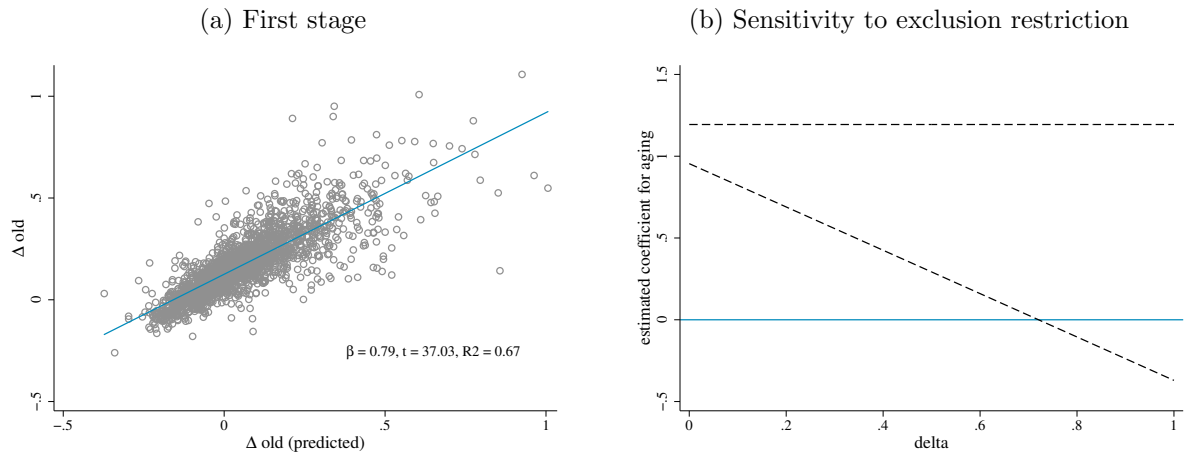 (a) First stage
Δ old
1
.5
0
-.5
β = 0.79, t = 37.03, R2 = 0.67
-.5
0
.5
1
Δ old (predicted)
(b) Sensitivity to exclusion restriction
estimated coefficient for aging
1.5
1
.5
0
-.5
0
.2
.4
.6
.8
1
delta